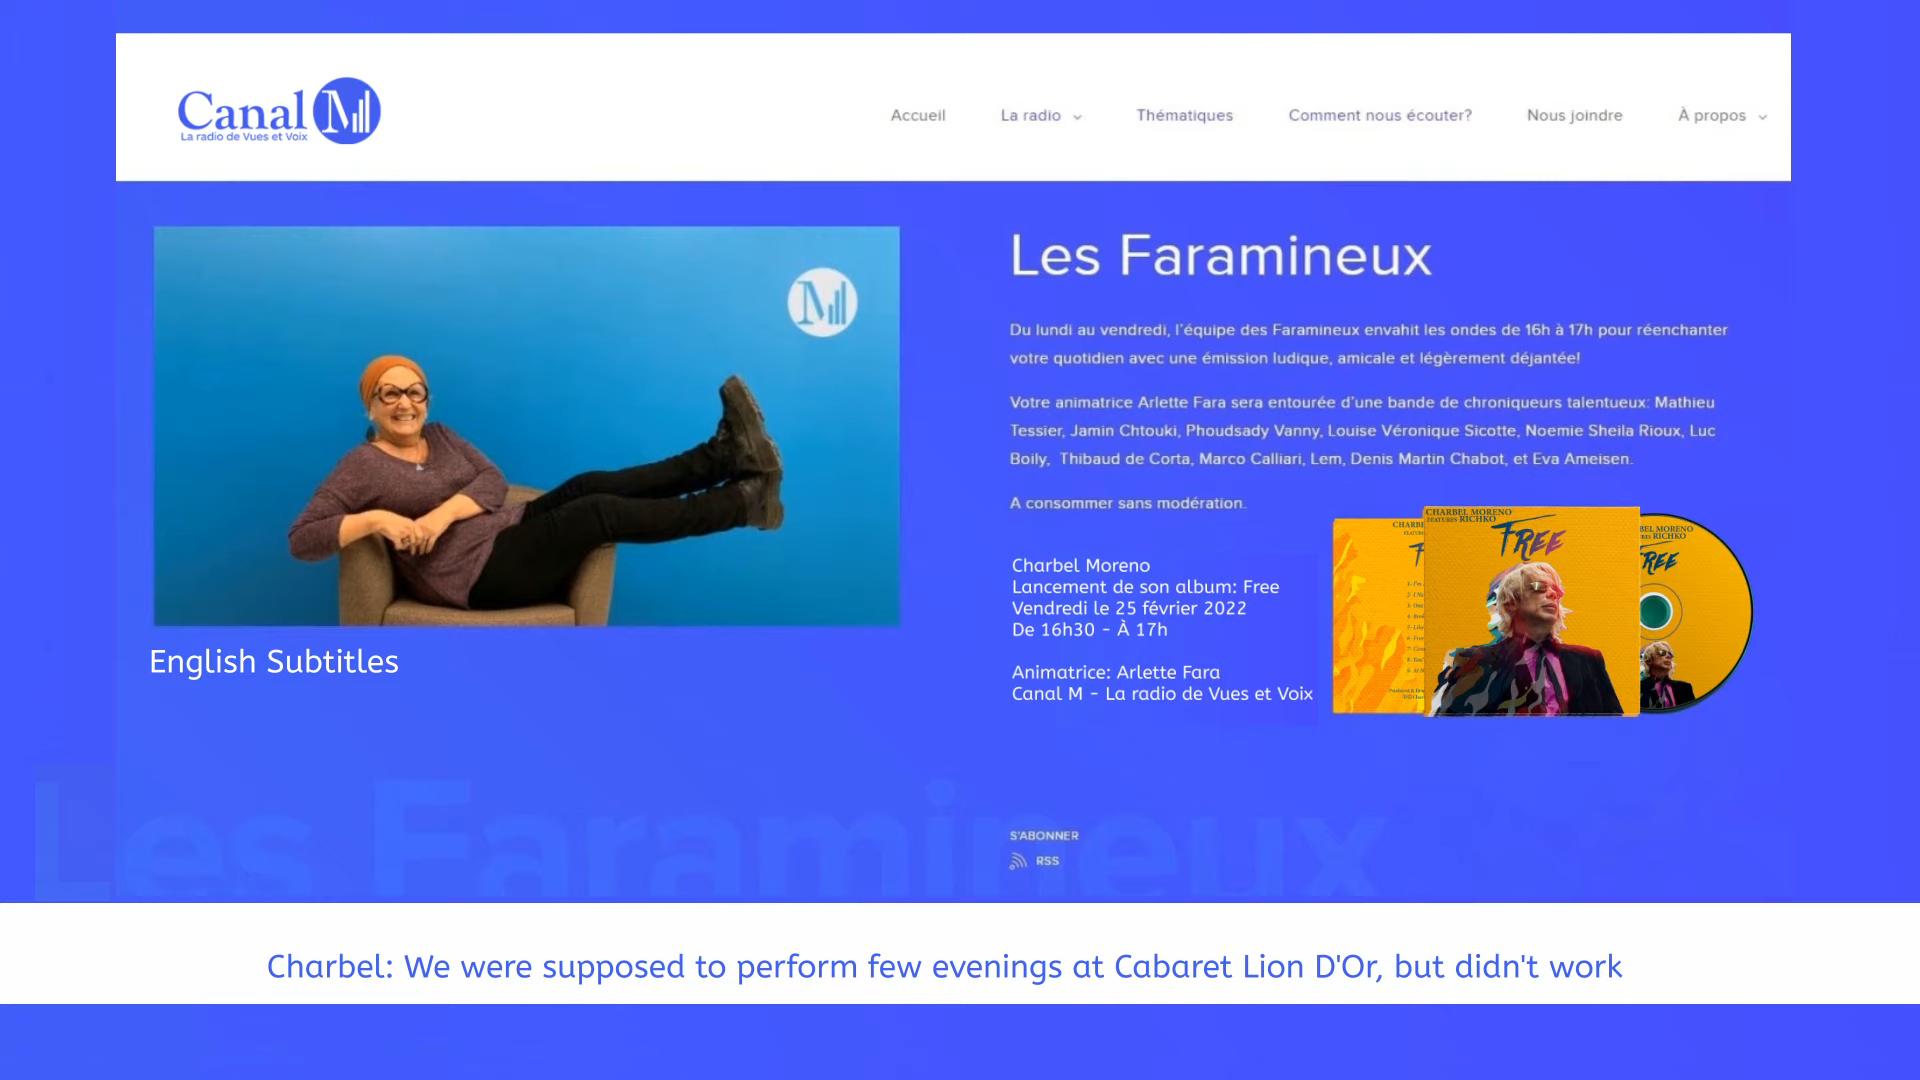 Canal M
La radio de Vues et Voix
Accueil
La radio
Thématiques
Comment nous écouter?
Nous joindre
À propos
M
Les Faramineux
Du lundi au vendredi, l'équipe des Faramineux envahit les ondes de 16h à 17h pour réenchanter
votre quotidien avec une émission ludique, amicale et légèrement déjantée!
Votre animatrice Arlette Fara sera entourée d'une bande de chroniqueurs talentueux: Mathieu
Tessier, Jamin Chtouki, Phoudsady Vanny, Louise Véronique Sicotte, Noemie Sheila Rioux, Luc
Boily, Thibaud de Corta, Marco Calliari, Lem, Denis Martin Chabot, et Eva Ameisen.
A consommer sans modération.
Charbel Moreno
Lancement de son album: Free
Vendredi le 25 février 2022
De 16h30 - À 17h
Animatrice: Arlette Fara
Canal M - La radio de Vues et Voix
CHARBEL MORENO
FEATURES RICHKO
FREE
MORENO
RICHKO
English Subtitles
Les Faramineux
S'ABONNER
RSS
Charbel: We were supposed to perform few evenings at Cabaret Lion D'Or, but didn't work